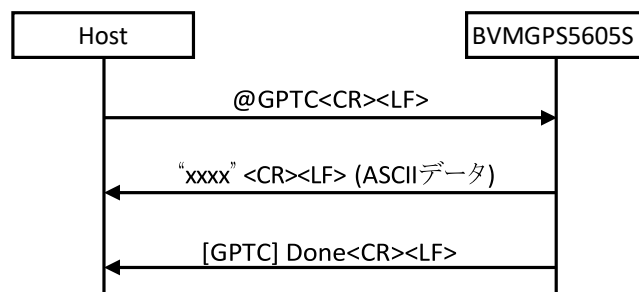 Host
BVMGPS5605S
@GPTC<CR><LF>
“xxxx” <CR><LF> (ASCIIデータ)
[GPTC] Done<CR><LF>